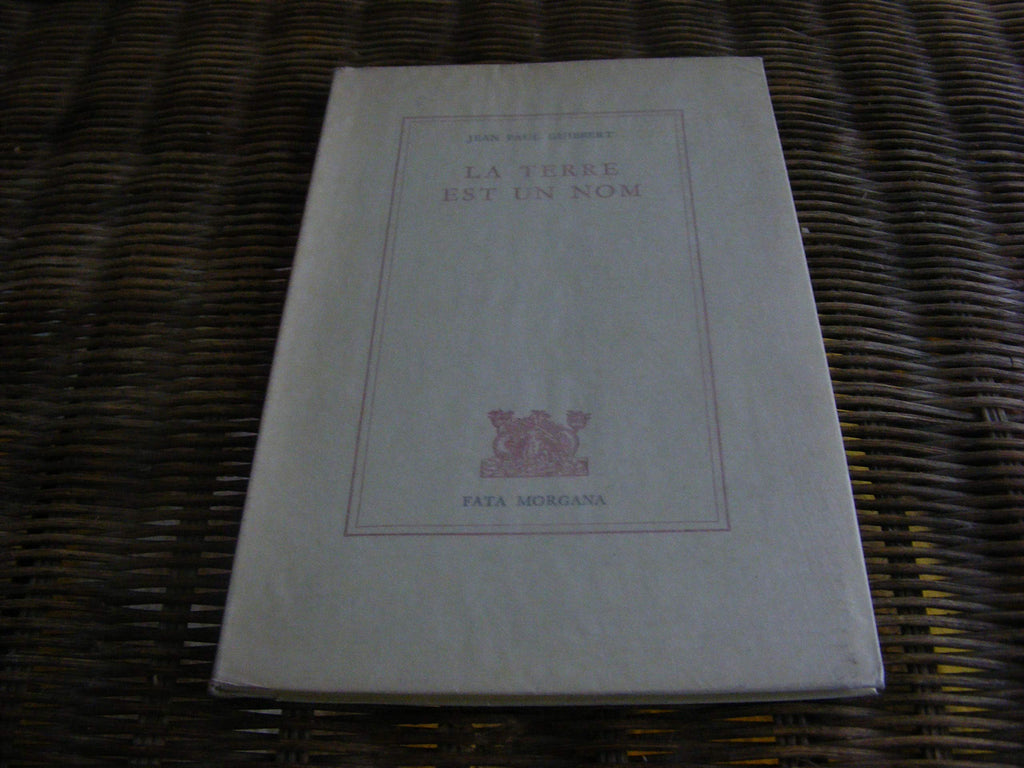 JEAN PAUL GUIBBERT
LA TERRE
EST UN NOM
FATA MORGANA